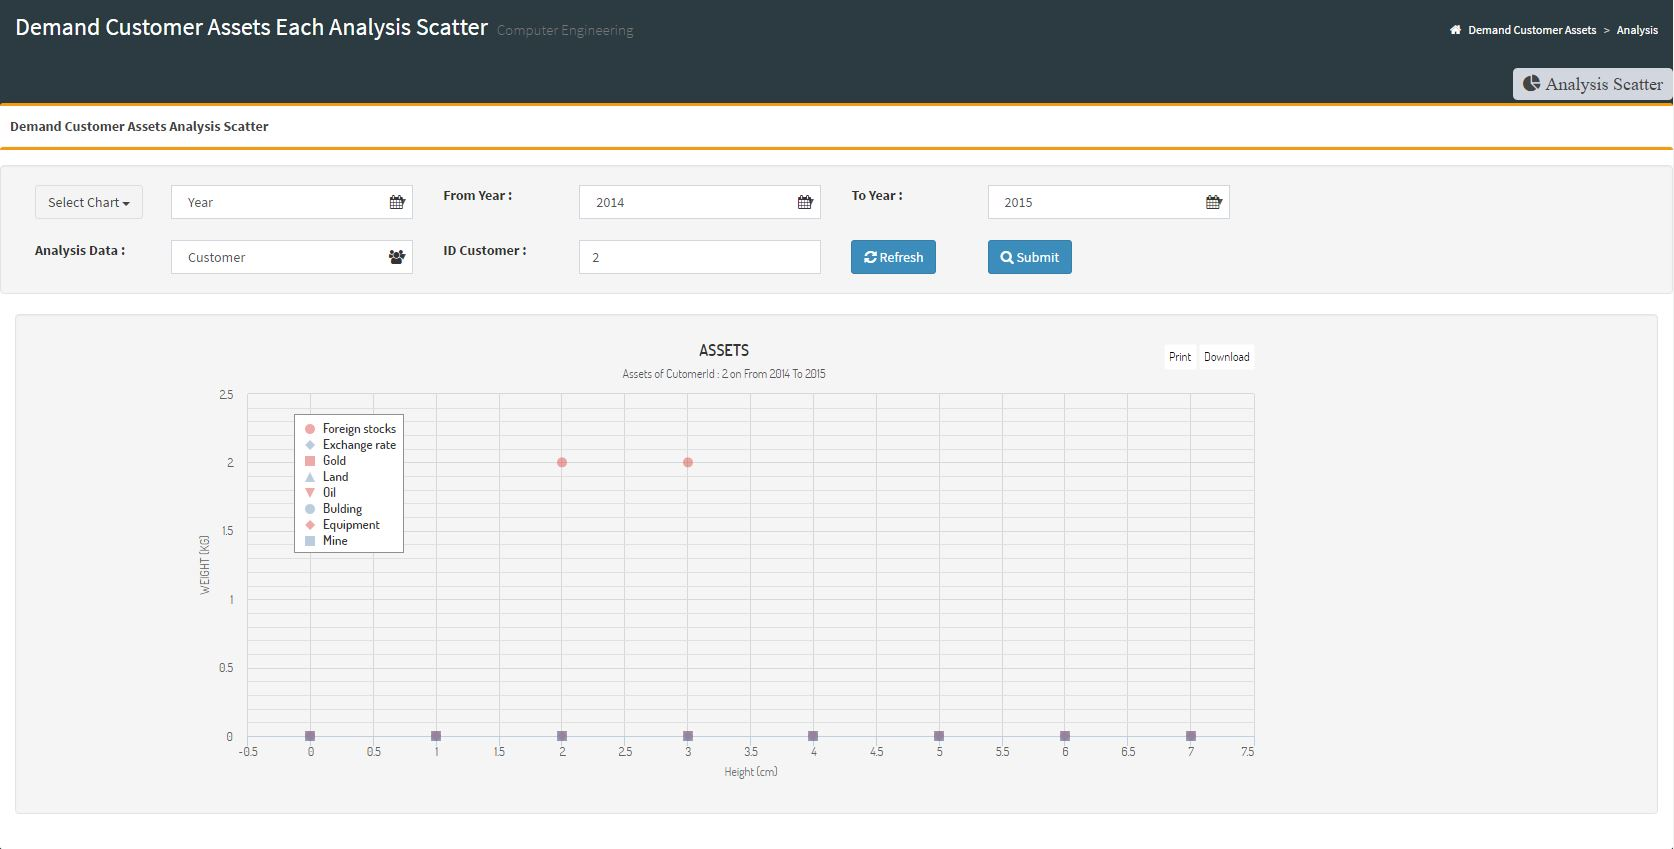 Demand Customer Assets Each Analysis Scatter Computer Engineering
Demand Customer Assets > Analysis
Analysis Scatter
Demand Customer Assets Analysis Scatter
Select Chart Year From Year : 2014 To Year : 2015
Analysis Data : Customer ID Customer : 2 Refresh Submit
ASSETS
Assets of CutomerId : 2 on From 2014 To 2015
Print Download
2.5
2
1.5
1
0.5
0
WEIGHT (KG)
Foreign stocks
Exchange rate
Gold
Land
Oil
Bulding
Equipment
Mine
-0.5 0 0.5 1 1.5 2 2.5 3 3.5 4 4.5 5 5.5 6 6.5 7 7.5
Height (cm)